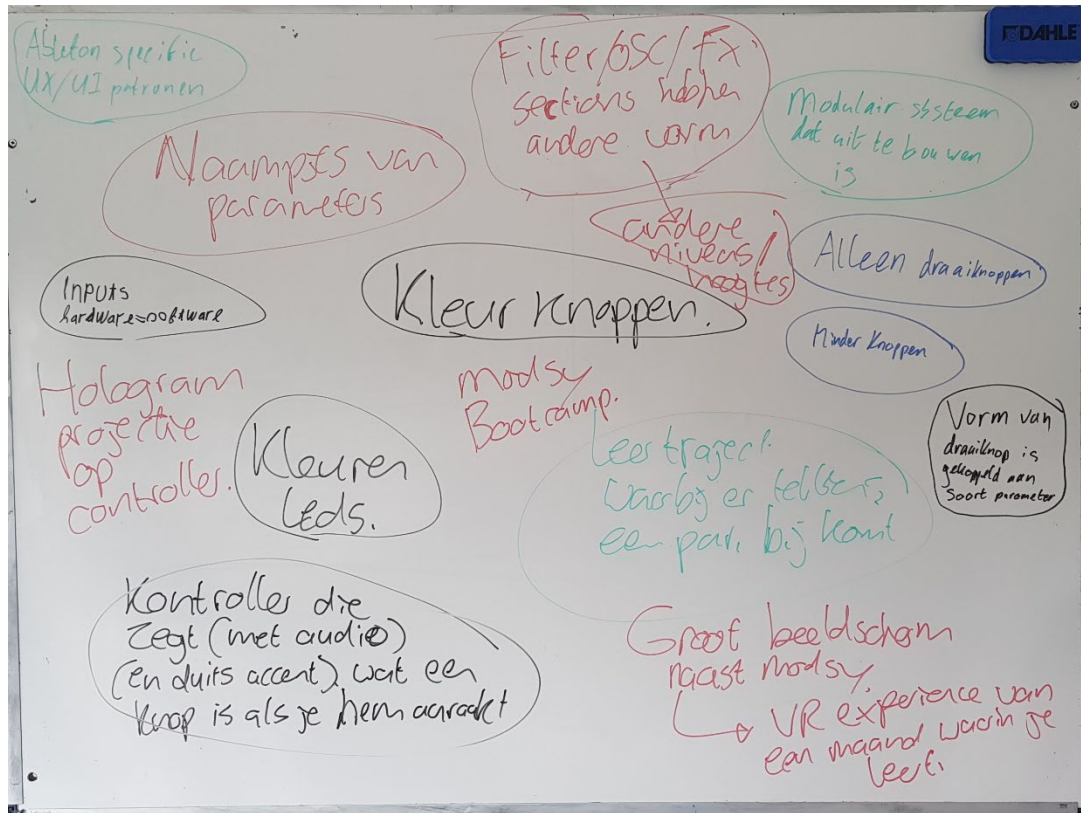 DAHLE
Ableton specific
UX/UI patronen
Filter/OSC/FX
sections hebben
andere vorm
Modulair systeem
dat uit te bouwen
is
Naamptjs van
parameters
andere
niveaus/
hoogtes
Alleen draaiknoppen
Inputs
hardware=software
Kleur Knoppen.
Minder Knoppen
Hologram
projectie
op
controller.
modsy
Bootcamp.
Kleuren
Leds.
Vorm van
draaiknop is
gekoppeld aan
Soort parameter
Leertraject
waarbij er telkens
een par. bij komt
Kontroller die
zegt (met audio)
(en duits accent) wat een
Knop is als je hem aanraakt
Groot beeldscherm
naast modsy
VR experience van
een maand waarin je
leert.